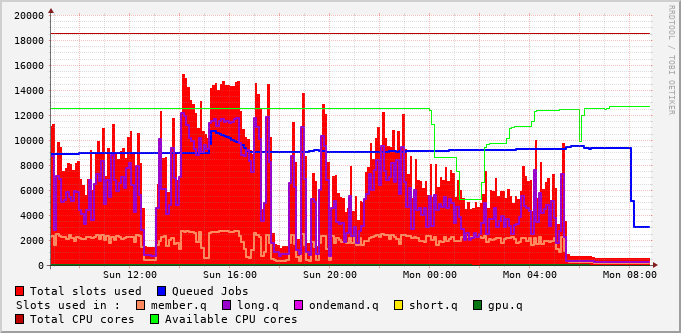 20000
18000
16000
14000
12000
10000
8000
6000
4000
2000
0
Sun 12:00 Sun 16:00 Sun 20:00 Mon 00:00 Mon 04:00 Mon 08:00
Total slots used Queued Jobs
Slots used in : member.q long.q ondemand.q short.q gpu.q
Total CPU cores Available CPU cores
RRDTOOL / TOBI OETIKER